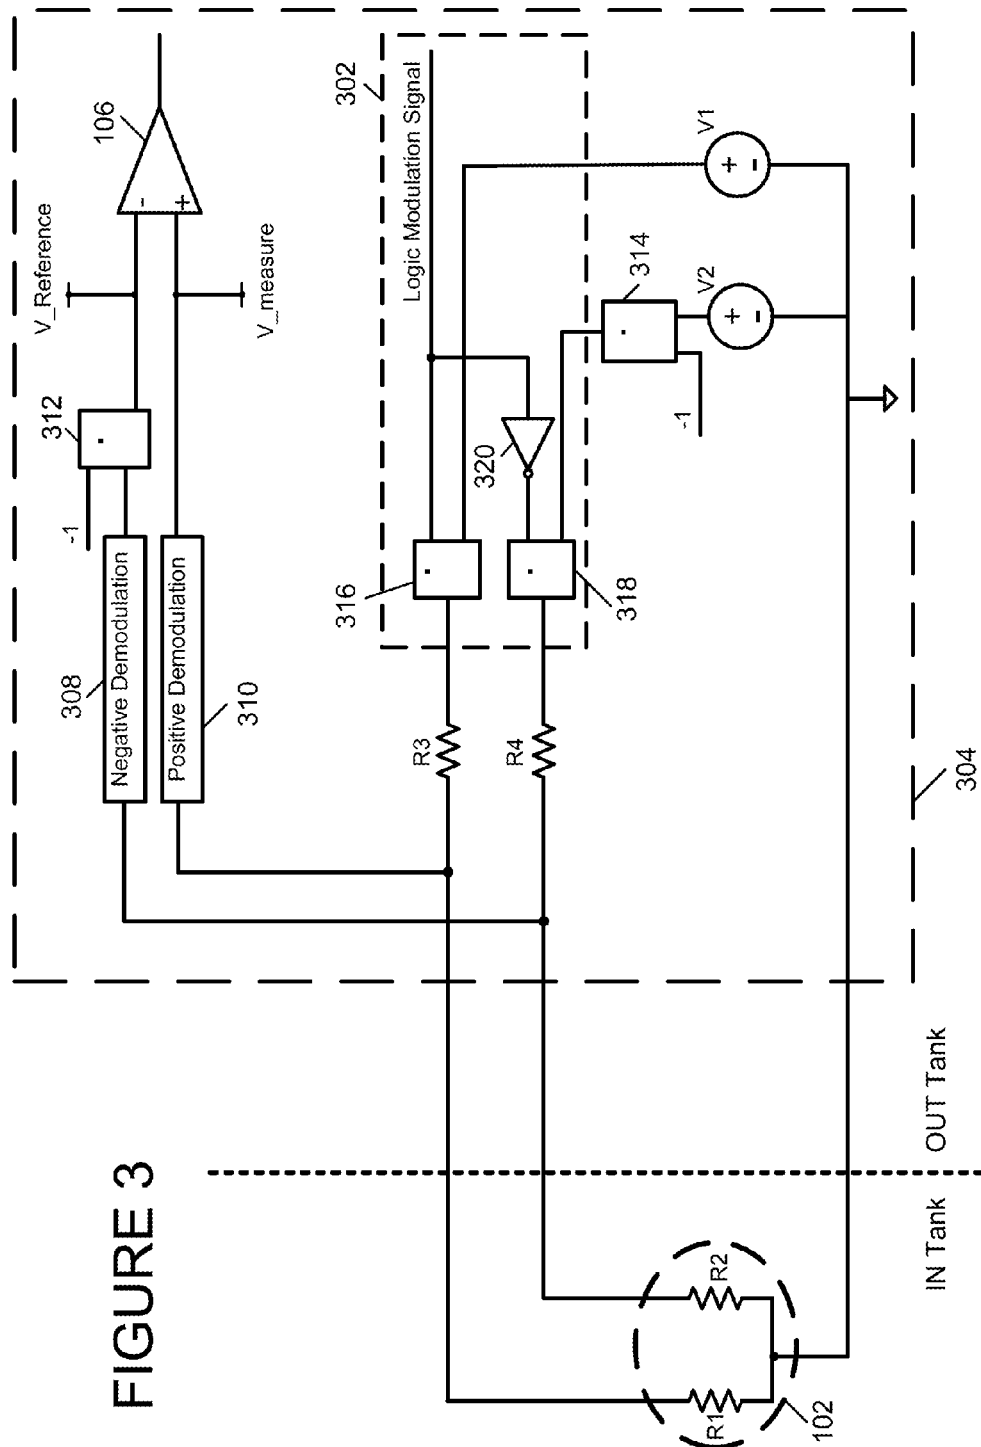 FIGURE 3
IN Tank
OUT Tank
R1
R2
102
304
308
Negative Demodulation
Positive Demodulation
310
-1
312
.
V_Reference
V_measure
106
-
+
R3
R4
302
Logic Modulation Signal
316
.
318
.
320
314
.
-1
V2
+
-
V1
+
-